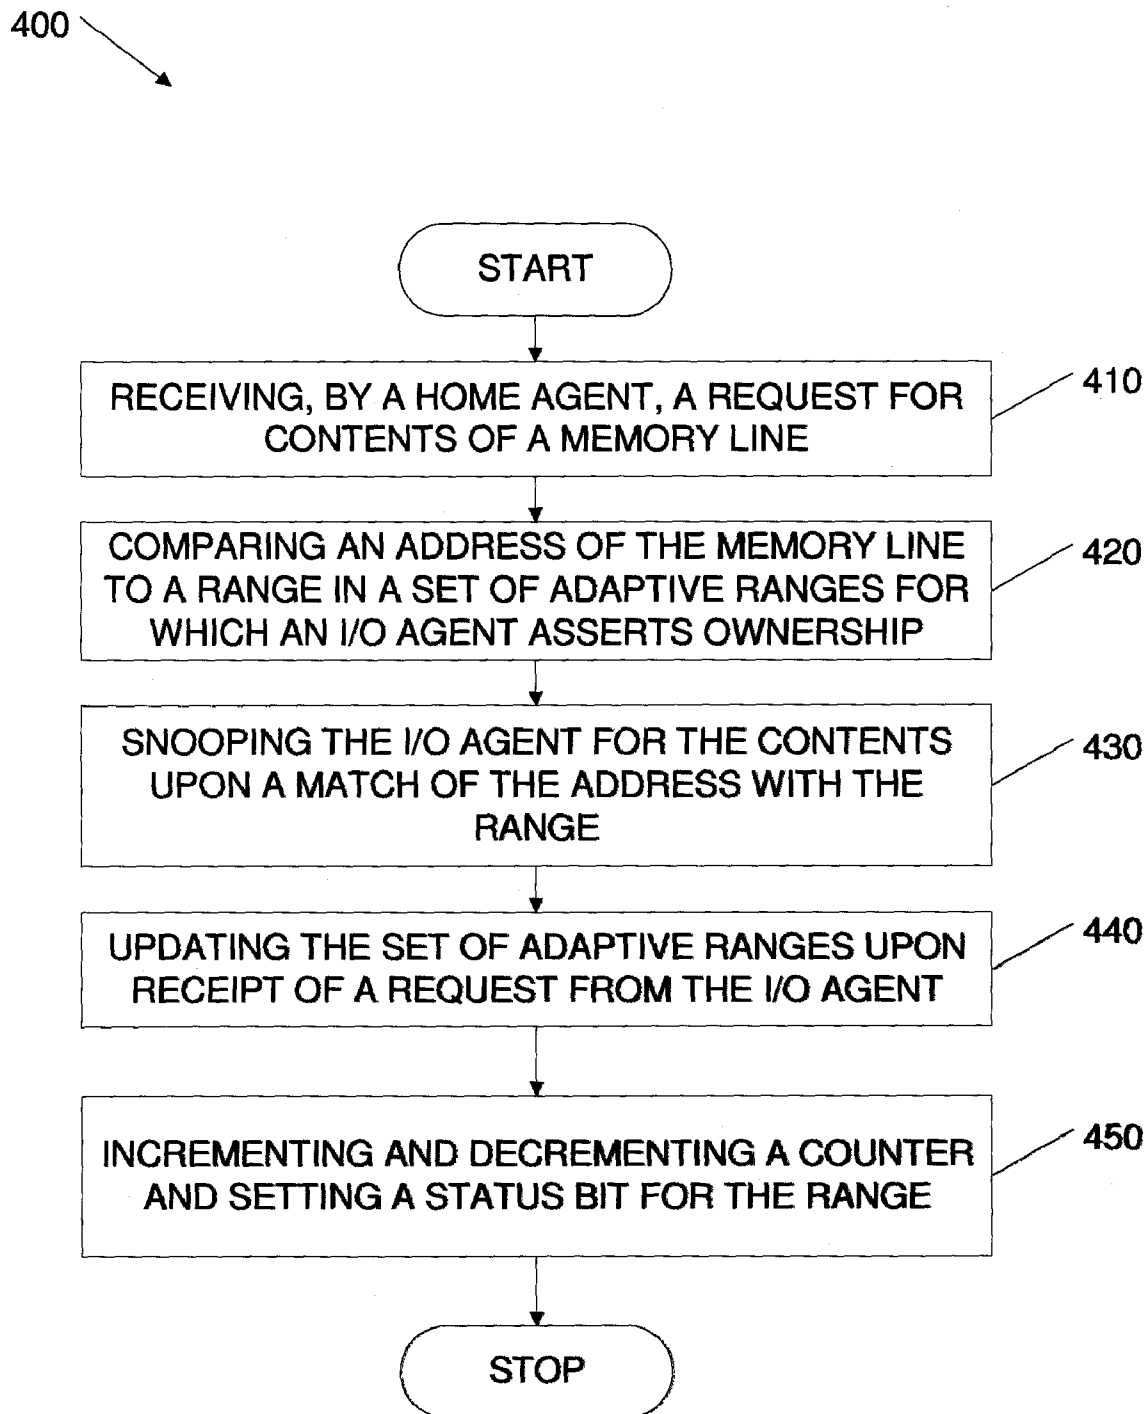 400
START
RECEIVING, BY A HOME AGENT, A REQUEST FOR
CONTENTS OF A MEMORY LINE
410
COMPARING AN ADDRESS OF THE MEMORY LINE
TO A RANGE IN A SET OF ADAPTIVE RANGES FOR
WHICH AN I/O AGENT ASSERTS OWNERSHIP
420
SNOOPING THE I/O AGENT FOR THE CONTENTS
UPON A MATCH OF THE ADDRESS WITH THE
RANGE
430
UPDATING THE SET OF ADAPTIVE RANGES UPON
RECEIPT OF A REQUEST FROM THE I/O AGENT
440
INCREMENTING AND DECREMENTING A COUNTER
AND SETTING A STATUS BIT FOR THE RANGE
450
STOP